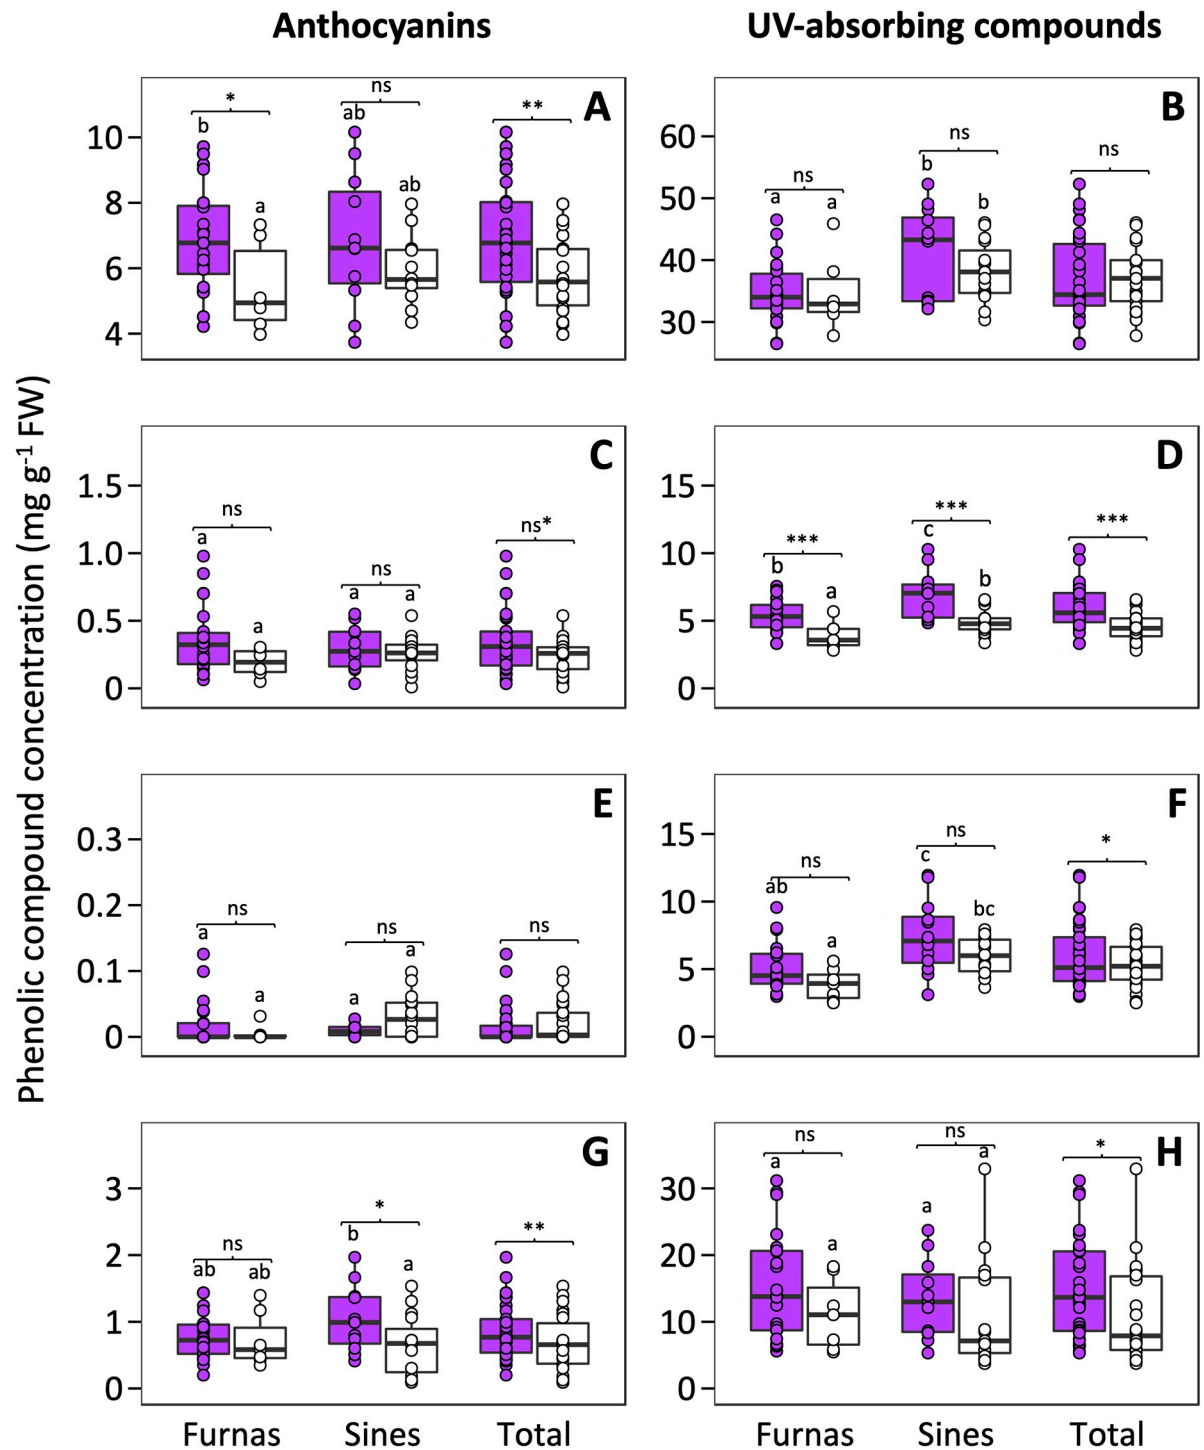 Anthocyanins
UV-absorbing compounds
Phenolic compound concentration (mg g-1 FW)
A
10
8
6
4
*
b
a
ns
ab
ab
**
B
60
50
40
30
ns
a
a
ns
b
b
ns
C
1.5
1.0
0.5
0
ns
a
a
ns
a
a
ns*
D
15
10
5
0
***
b
a
***
c
b
***
E
0.3
0.2
0.1
0
ns
a
a
ns
a
a
ns
F
15
10
5
0
ns
ab
a
ns
c
bc
*
G
3
2
1
0
ns
ab
ab
*
b
a
**
H
30
20
10
0
ns
a
a
ns
a
a
*
Furnas Sines Total
Furnas Sines Total